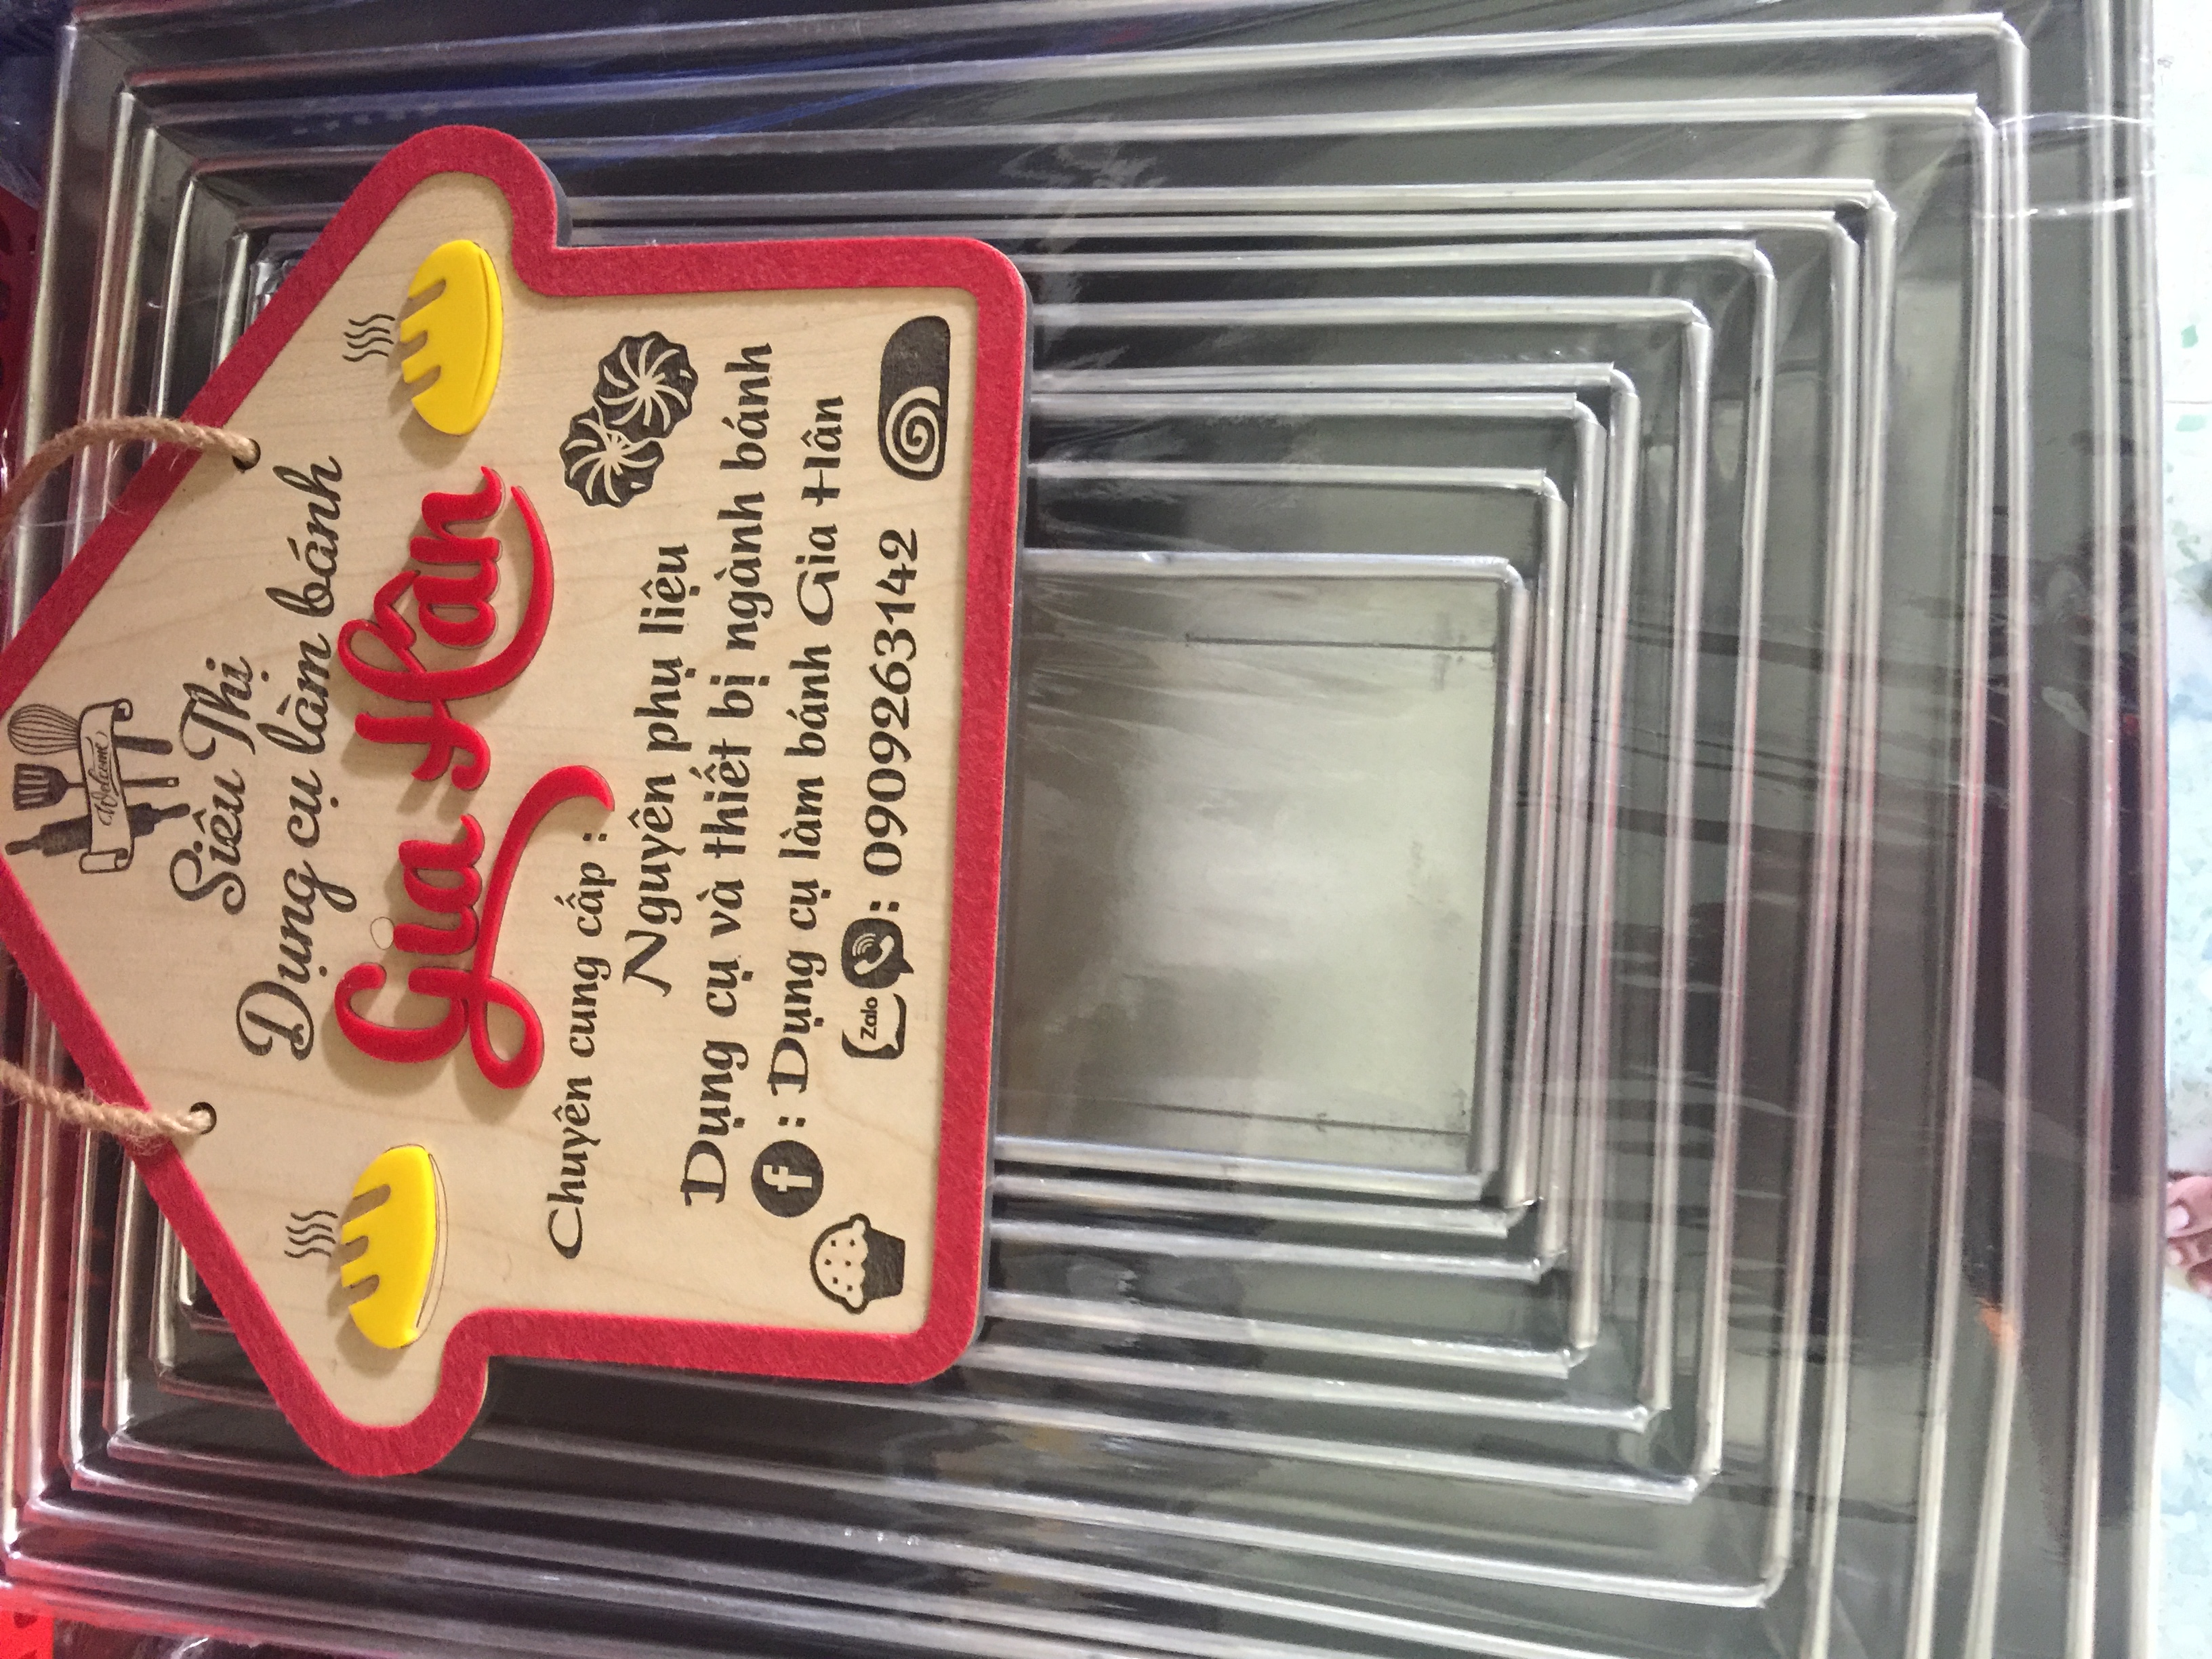 Welcome
Siêu Thị
Dụng cụ làm bánh
Gia Hân
Chuyên cung cấp :
Nguyên phụ liệu
Dụng cụ và thiết bị ngành bánh
f : Dụng cụ làm bánh Gia Hân
Zalo : 0909263142